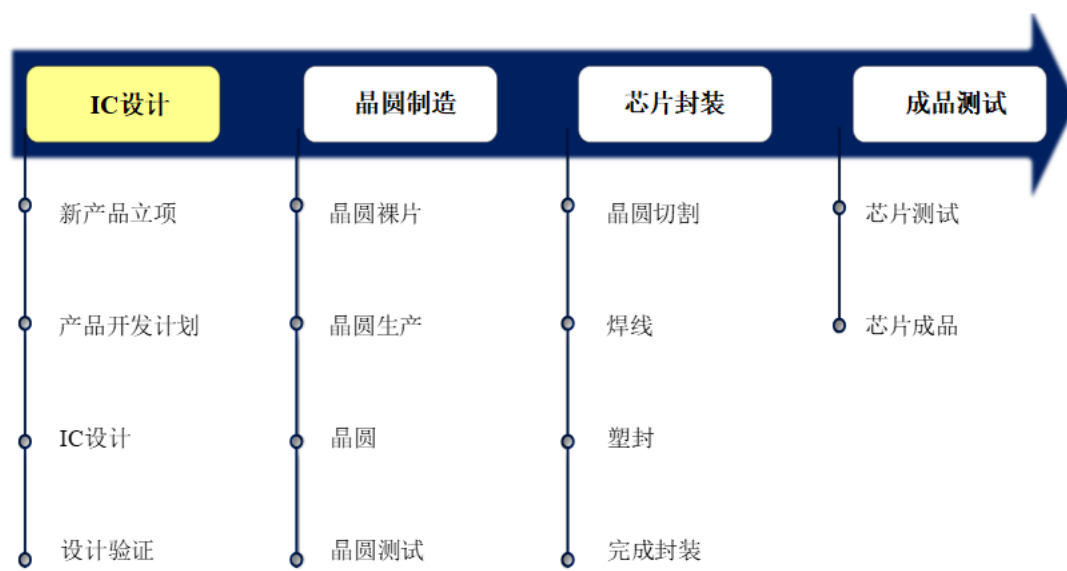 IC设计
晶圆制造
芯片封装
成品测试
新产品立项
晶圆裸片
晶圆切割
芯片测试
产品开发计划
晶圆生产
焊线
芯片成品
IC设计
晶圆
塑封
设计验证
晶圆测试
完成封装